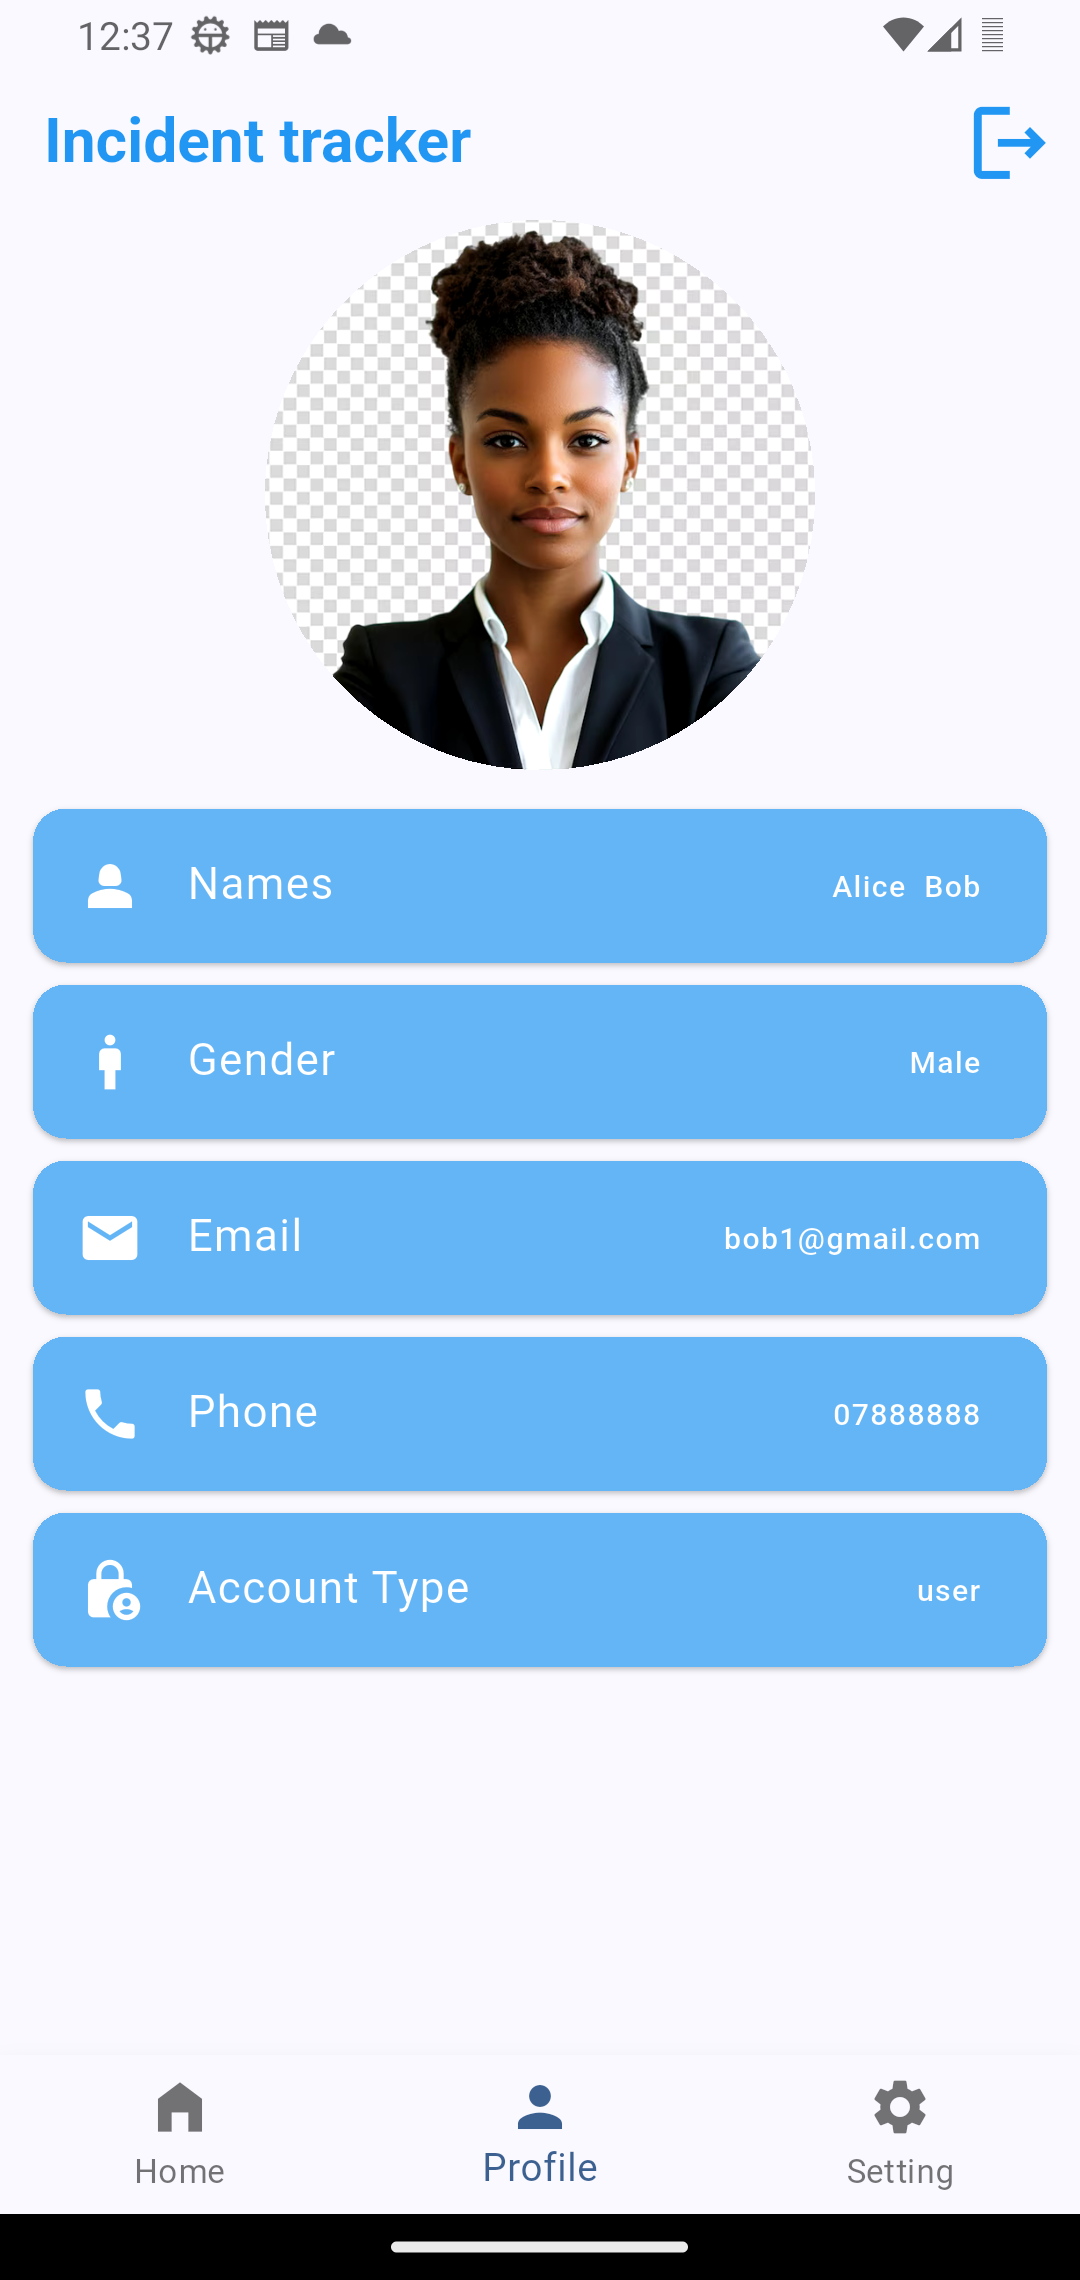 12:37
Incident tracker
Names Alice Bob
Gender Male
Email bob1@gmail.com
Phone 07888888
Account Type user
Home Profile Setting